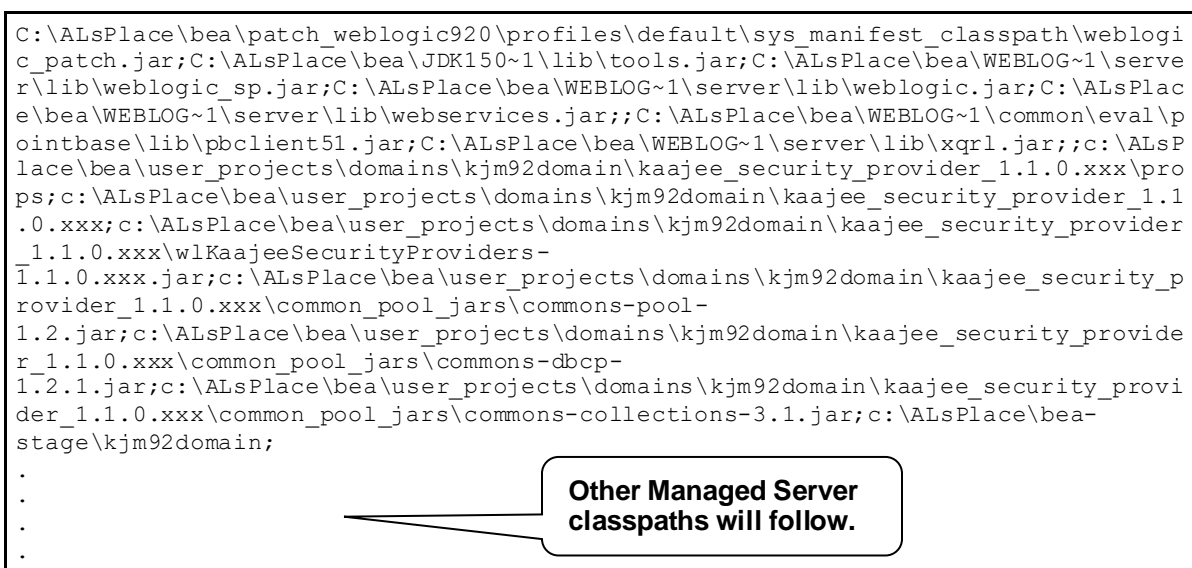 C:\ALsPlace\bea\patch_weblogic920\profiles\default\sys_manifest_classpath\weblogi
c_patch.jar;C:\ALsPlace\bea\JDK150~1\lib\tools.jar;C:\ALsPlace\bea\WEBLOG~1\serve
r\lib\weblogic_sp.jar;C:\ALsPlace\bea\WEBLOG~1\server\lib\weblogic.jar;C:\ALsPlac
e\bea\WEBLOG~1\server\lib\webservices.jar;;C:\ALsPlace\bea\WEBLOG~1\common\eval\p
ointbase\lib\pbclient51.jar;C:\ALsPlace\bea\WEBLOG~1\server\lib\xqrl.jar;;c:\ALsP
lace\bea\user_projects\domains\kjm92domain\kaajee_security_provider_1.1.0.xxx\pro
ps;c:\ALsPlace\bea\user_projects\domains\kjm92domain\kaajee_security_provider_1.1
.0.xxx;c:\ALsPlace\bea\user_projects\domains\kjm92domain\kaajee_security_provider
_1.1.0.xxx\wlKaajeeSecurityProviders-
1.1.0.xxx.jar;c:\ALsPlace\bea\user_projects\domains\kjm92domain\kaajee_security_p
rovider_1.1.0.xxx\common_pool_jars\commons-pool-
1.2.jar;c:\ALsPlace\bea\user_projects\domains\kjm92domain\kaajee_security_provide
r_1.1.0.xxx\common_pool_jars\commons-dbcp-
1.2.1.jar;c:\ALsPlace\bea\user_projects\domains\kjm92domain\kaajee_security_provi
der_1.1.0.xxx\common_pool_jars\commons-collections-3.1.jar;c:\ALsPlace\bea-
stage\kjm92domain;
.
.
.
.
Other Managed Server
classpaths will follow.